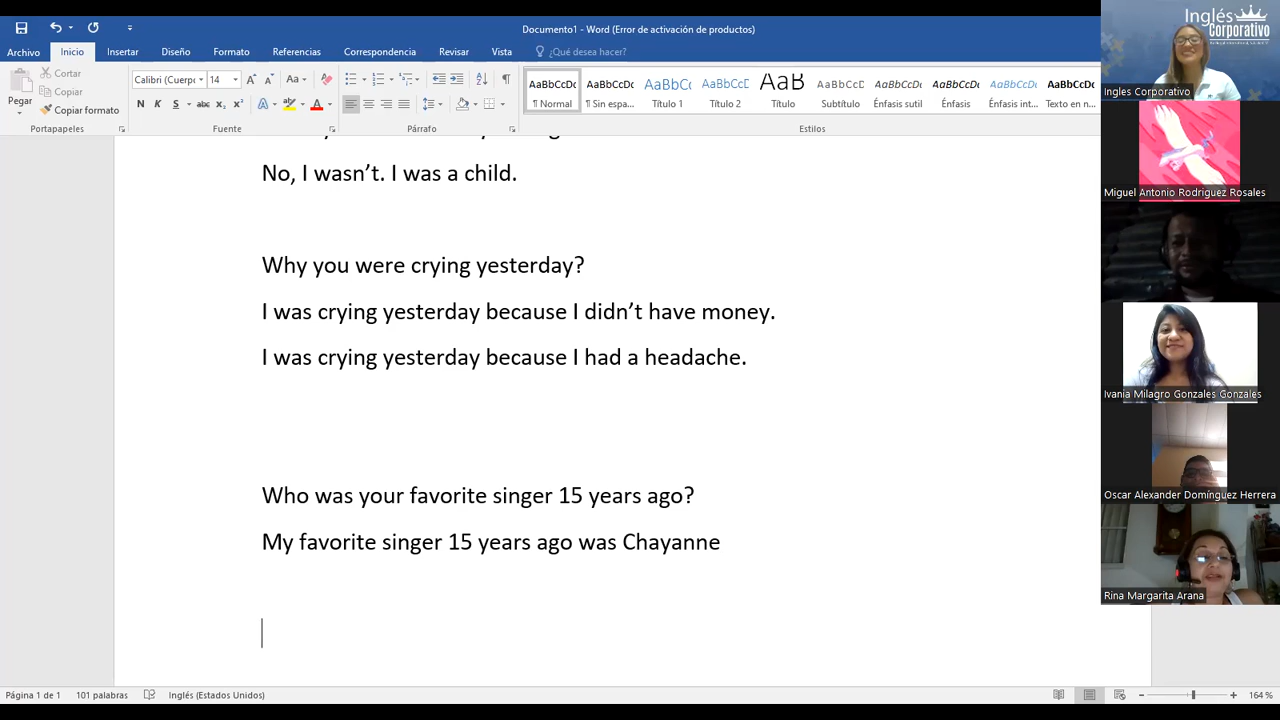 Documento1 - Word (Error de activación de productos)
Archivo Inicio Insertar Diseño Formato Referencias Correspondencia Revisar Vista ¿Qué desea hacer?
Pegar
Cortar
Copiar
Copiar formato
Portapapeles
Calibri (Cuerpo 14
Fuente
Párrafo
AaBbCcDc AaBbCcDc AaBbCc AaBbCcD AaB AaBbCcD AaBbCcDc AaBbCcDc AaBbCcDc AaBbCcDc
¶ Normal ¶ Sin espa... Título 1 Título 2 Título Subtítulo Énfasis sutil Énfasis Énfasis int... Texto en n...
Estilos
No, I wasn’t. I was a child.
Why you were crying yesterday?
I was crying yesterday because I didn’t have money.
I was crying yesterday because I had a headache.
Who was your favorite singer 15 years ago?
My favorite singer 15 years ago was Chayanne
Página 1 de 1 101 palabras Inglés (Estados Unidos) 164 %
Inglés
Corporativo
Ingles Corporativo
Miguel Antonio Rodriguez Rosales
Ivania Milagro Gonzales Gonzales
Oscar Alexander Domínguez Herrera
Rina Margarita Arana